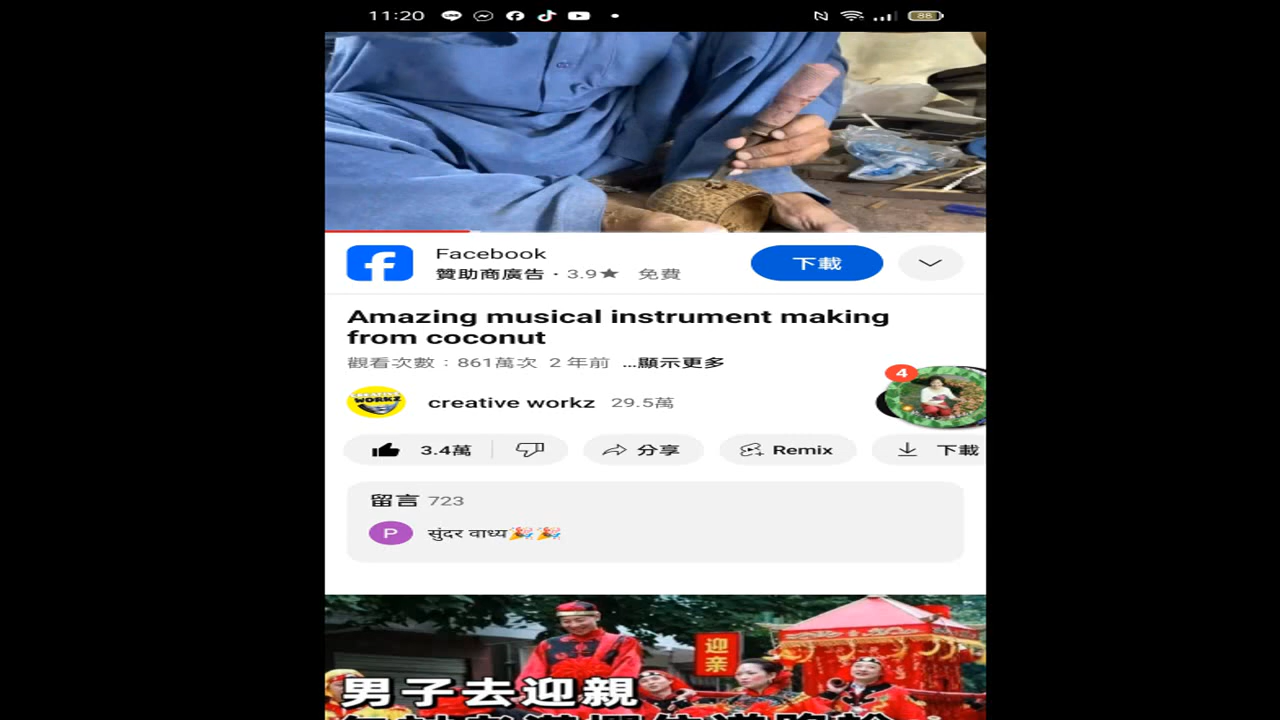 11:20
88
Facebook
贊助商廣告・3.9★ 免費
下載
Amazing musical instrument making
from coconut
觀看次數：861萬次 2 年前 ...顯示更多
4
CREATIVE
WORKZ
creative workz 29.5萬
3.4萬
分享
Remix
下載
留言 723
P
सुंदर वाध्य🎉🎉
迎
亲
男子去迎親